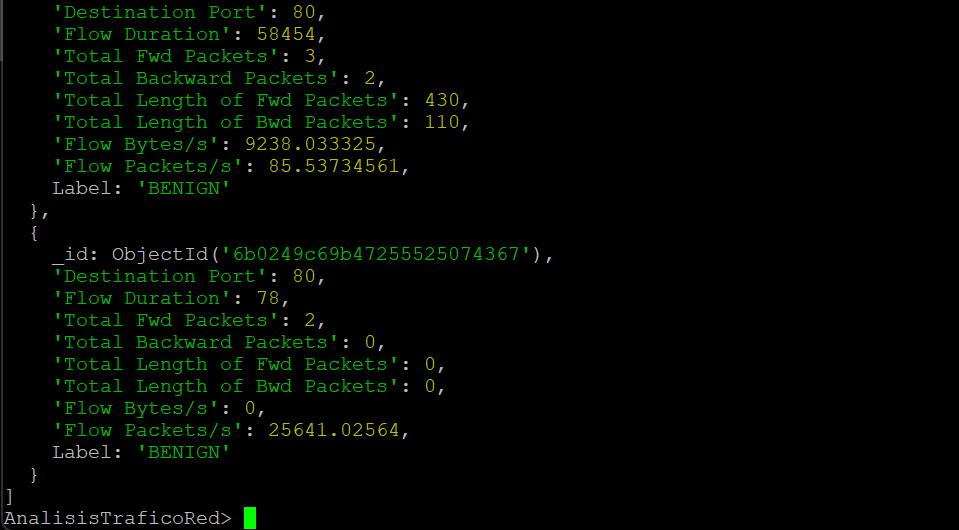 'Destination Port': 80,
'Flow Duration': 58454,
'Total Fwd Packets': 3,
'Total Backward Packets': 2,
'Total Length of Fwd Packets': 430,
'Total Length of Bwd Packets': 110,
'Flow Bytes/s': 9238.033325,
'Flow Packets/s': 85.53734561,
Label: 'BENIGN'
},
{
_id: ObjectId('6b0249c69b47255525074367'),
'Destination Port': 80,
'Flow Duration': 78,
'Total Fwd Packets': 2,
'Total Backward Packets': 0,
'Total Length of Fwd Packets': 0,
'Total Length of Bwd Packets': 0,
'Flow Bytes/s': 0,
'Flow Packets/s': 25641.02564,
Label: 'BENIGN'
}
]
AnalisisTraficoRed>